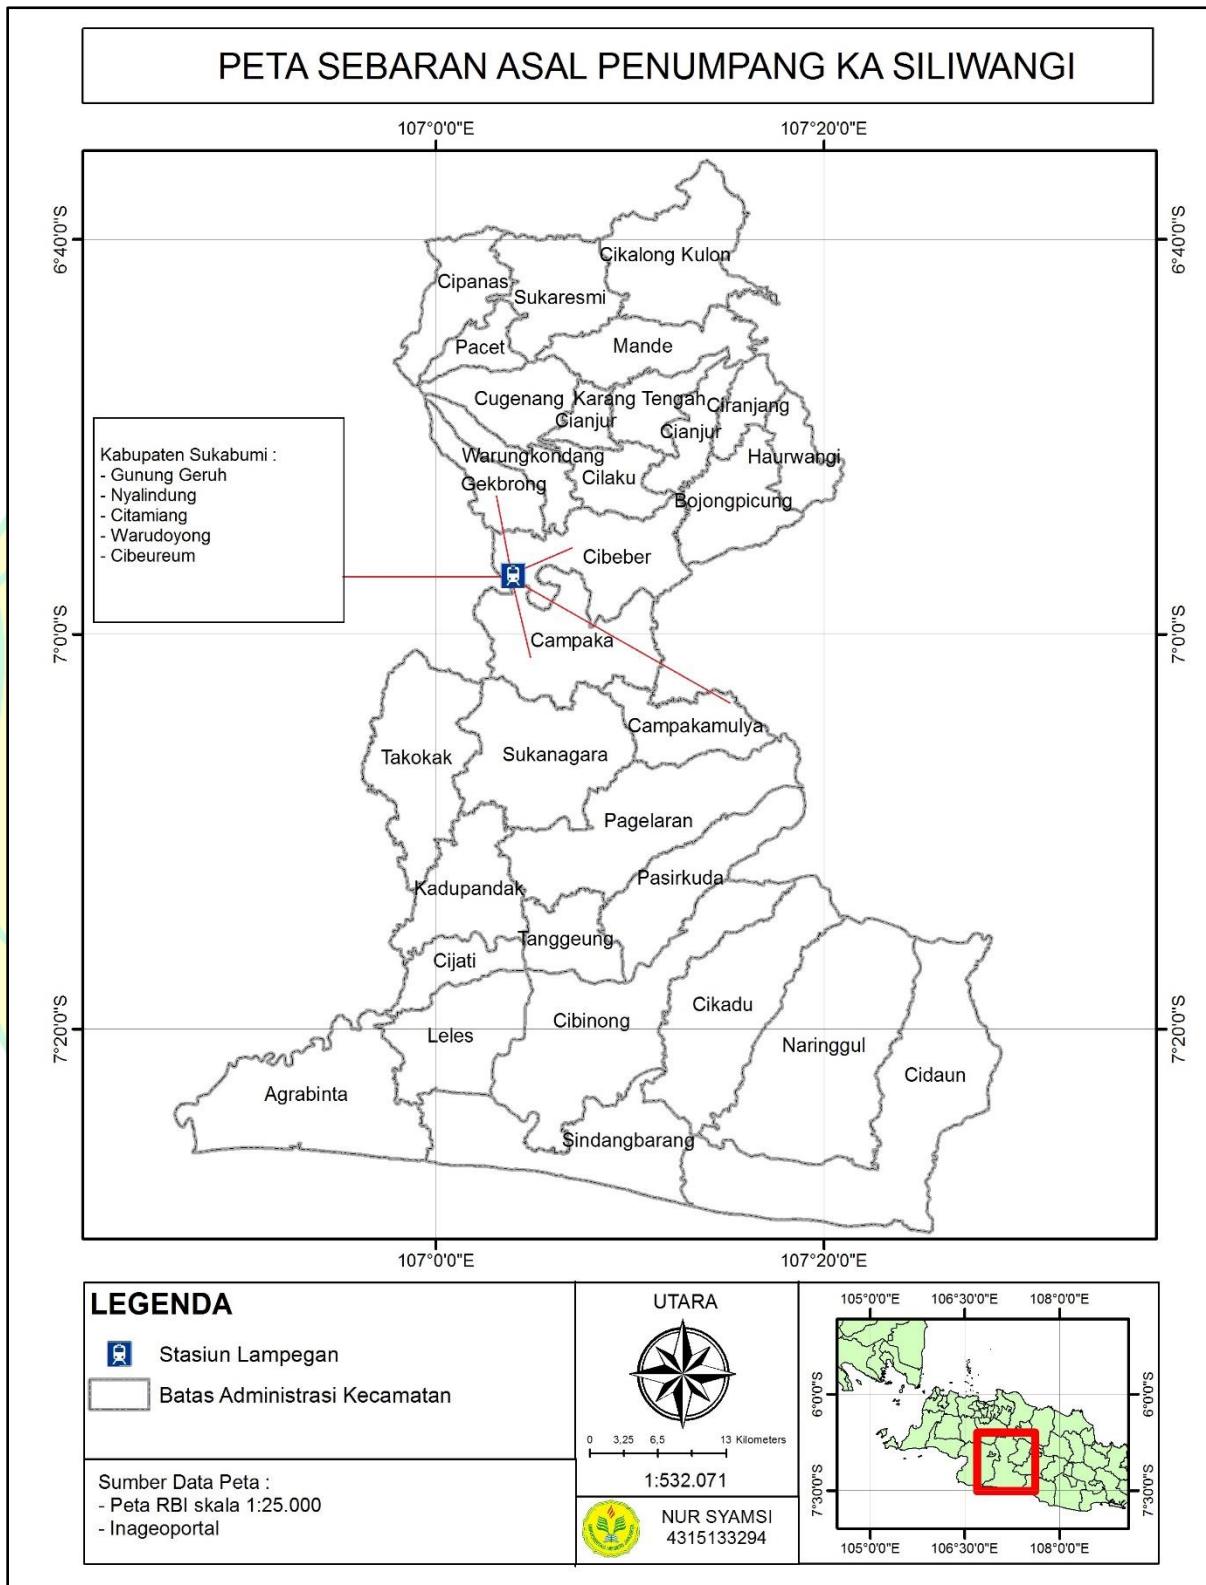 PETA SEBARAN ASAL PENUMPANG KA SILIWANGI
107°0'0"E
107°20'0"E
6°40'0"S
6°40'0"S
Cikalong Kulon
Cipanas
Sukaresmi
Pacet
Mande
Cugenang
Karang Tengah
Ciranjang
Cianjur
Cianjur
Warungkondang
Haurwangi
Gekbrong
Cilaku
Bojongpicung
Kabupaten Sukabumi :
- Gunung Geruh
- Nyalindung
- Citamiang
- Warudoyong
- Cibeureum
Cibeber
7°0'0"S
7°0'0"S
Campaka
Campakamulya
Takokak
Sukanagara
Pagelaran
Pasirkuda
Kadupandak
Tanggeung
Cijati
Cikadu
Cibinong
7°20'0"S
7°20'0"S
Leles
Naringgul
Cidaun
Agrabinta
Sindangbarang
107°0'0"E
107°20'0"E
LEGENDA
Stasiun Lampegan
Batas Administrasi Kecamatan
Sumber Data Peta :
- Peta RBI skala 1:25.000
- Inageoportal
UTARA
0 3,25 6,5 13 Kilometers
1:532.071
NUR SYAMSI
4315133294
105°0'0"E 106°30'0"E 108°0'0"E
6°0'0"S
6°0'0"S
7°30'0"S
7°30'0"S
105°0'0"E 106°30'0"E 108°0'0"E